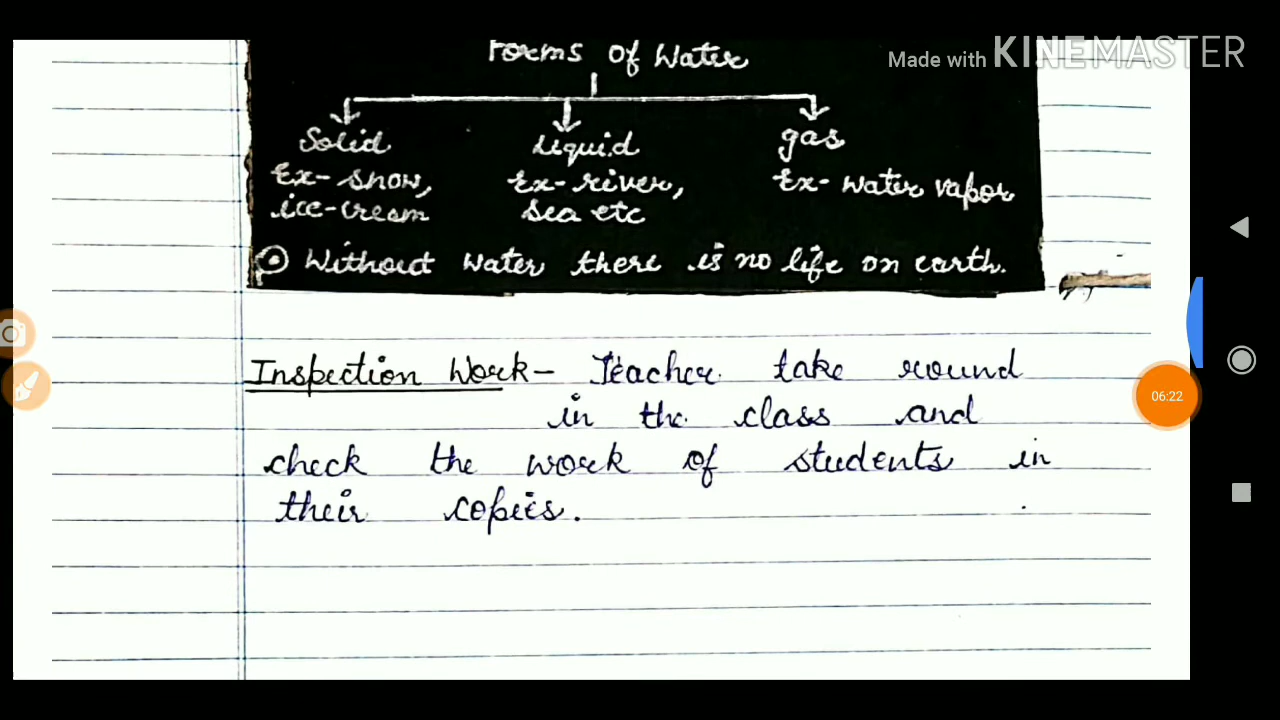 Forms of Water
Made with KINEMASTER
Solid Liquid gas
Ex- snow, Ex- river, Ex- water vapor
ice-cream sea etc
Without water there is no life on earth.
Inspection Work- Teacher take round
in the class and
06:22
check the work of students in
their copies.